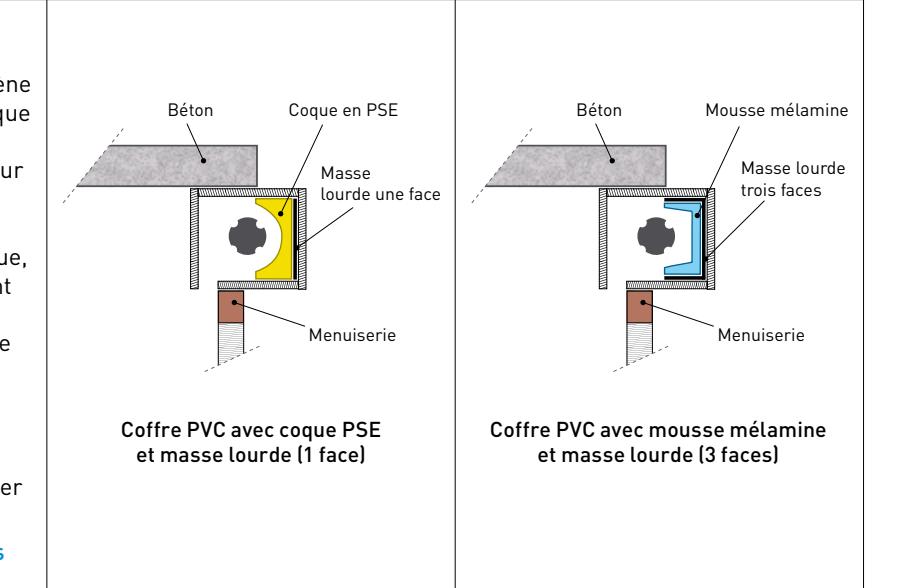 ène
que
ur
ue,
nt
e
er
s
Béton
Coque en PSE
Masse
lourde une face
Menuiserie
Coffre PVC avec coque PSE
et masse lourde (1 face)
Béton
Mousse mélamine
Masse lourde
trois faces
Menuiserie
Coffre PVC avec mousse mélamine
et masse lourde (3 faces)